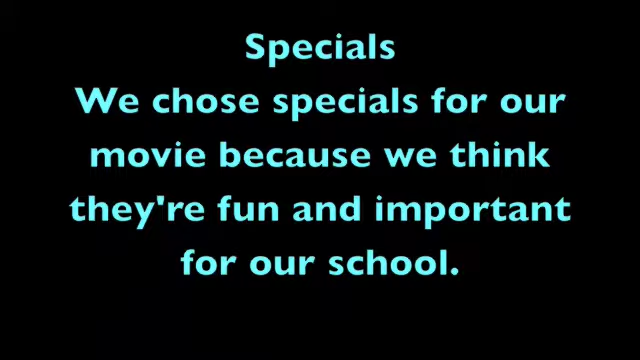 Specials
We chose specials for our
movie because we think
they're fun and important
for our school.